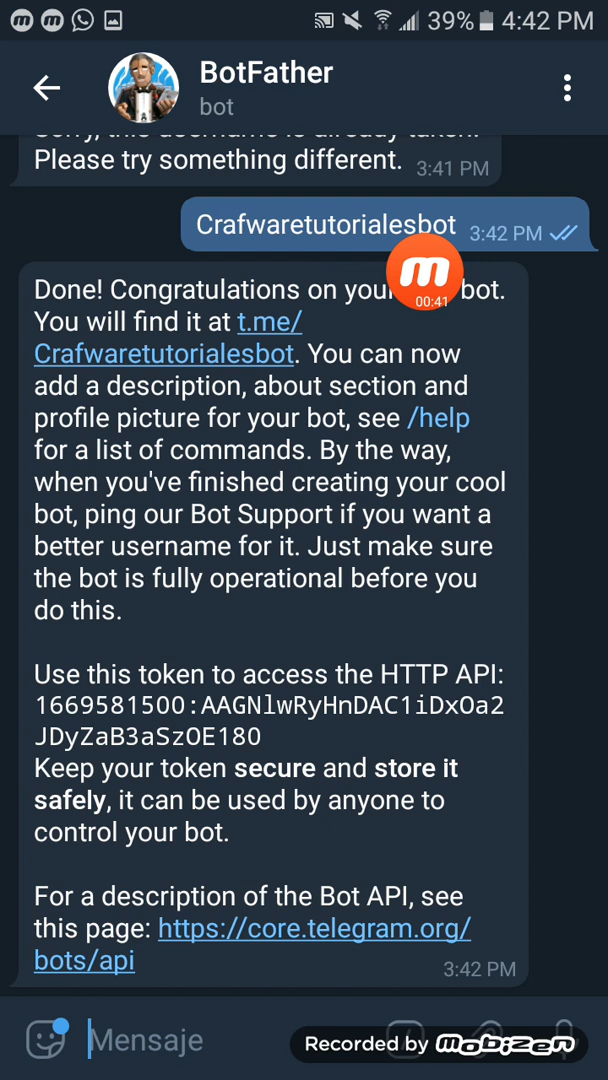 39% 4:42 PM
BotFather
bot
Please try something different. 3:41 PM
Crafwaretutorialesbot 3:42 PM
m
00:41
Done! Congratulations on your bot.
You will find it at t.me/
Crafwaretutorialesbot. You can now
add a description, about section and
profile picture for your bot, see /help
for a list of commands. By the way,
when you've finished creating your cool
bot, ping our Bot Support if you want a
better username for it. Just make sure
the bot is fully operational before you
do this.
Use this token to access the HTTP API:
1669581500:AAGNlwRyHnDAC1iDxOa2
JDyZaB3aSzOE180
Keep your token secure and store it
safely, it can be used by anyone to
control your bot.
For a description of the Bot API, see
this page: https://core.telegram.org/
bots/api 3:42 PM
Mensaje
Recorded by mobizen